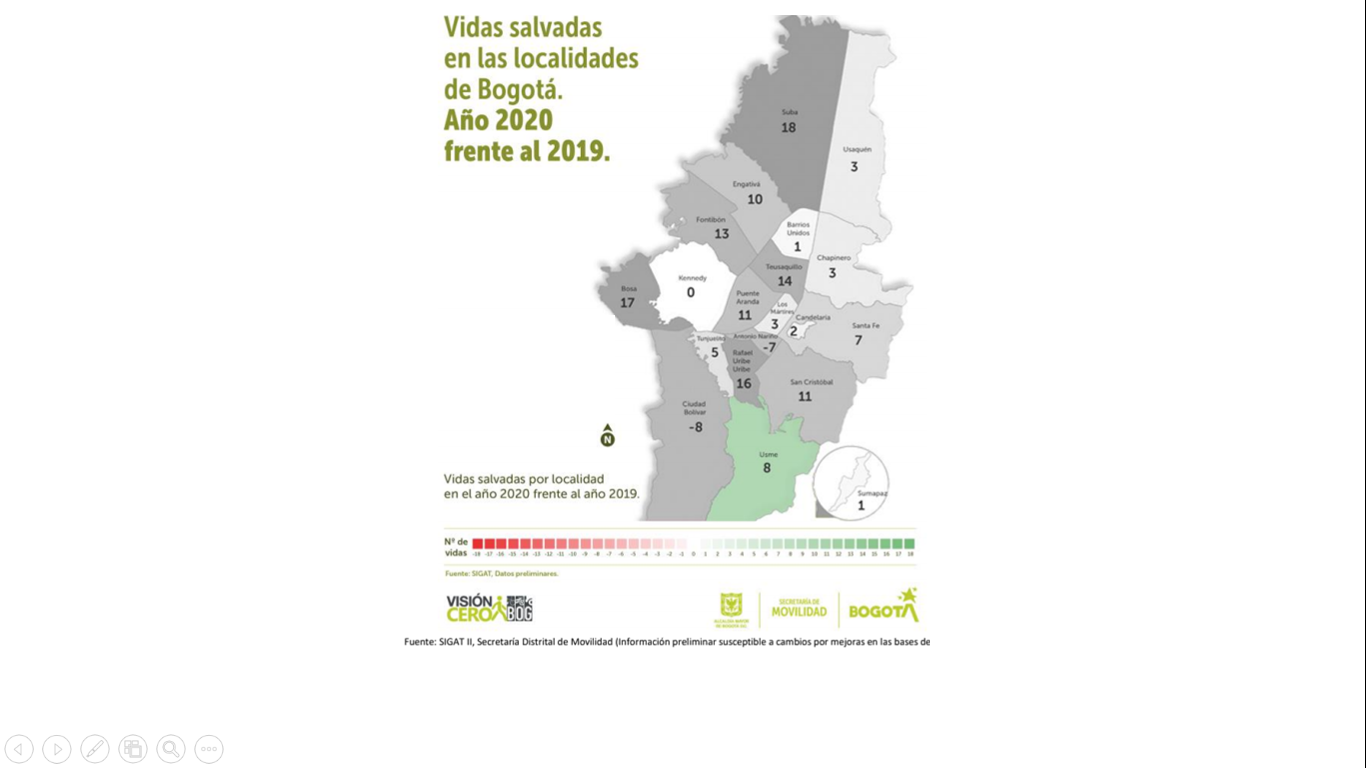 Vidas salvadas
en las localidades
de Bogotá.
Año 2020
frente al 2019.
Suba
18
Usaquén
3
Engativá
10
Fontibón
13
Barrios
Unidos
1
Chapinero
3
Teusaquillo
14
Kennedy
0
Bosa
17
Puente
Aranda
11
Los
Mártires
3
Candelaria
2
Santa Fe
7
Tunjuelito
5
Antonio Nariño
-7
Rafael
Uribe
Uribe
16
San Cristóbal
11
Ciudad
Bolívar
-8
Usme
8
Sumapaz
1
N
Vidas salvadas por localidad
en el año 2020 frente al año 2019.
Nº de
vidas
-18 -17 -16 -15 -14 -13 -12 -11 -10 -9 -8 -7 -6 -5 -4 -3 -2 -1 0 1 2 3 4 5 6 7 8 9 10 11 12 13 14 15 16 17 18
Fuente: SIGAT, Datos preliminares.
VISIÓN
CERO
BOG
ALCALDÍA MAYOR
DE BOGOTÁ D.C.
SECRETARÍA DE
MOVILIDAD
BOGOTÁ
Fuente: SIGAT II, Secretaría Distrital de Movilidad (Información preliminar susceptible a cambios por mejoras en las bases de